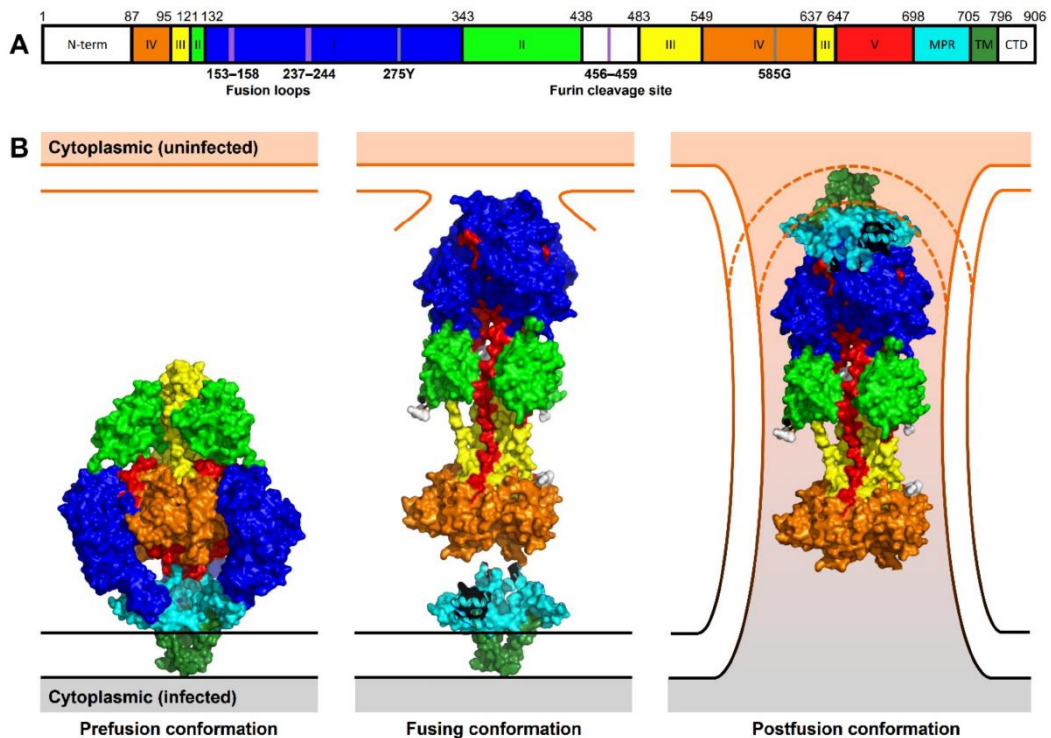 1 87 95 121 132 343 438 483 549 637 647 698 705 796 906
A N-term IV III II I II III IV III V MPR TM CTD
153–158 237–244 275Y 456–459 585G
Fusion loops Furin cleavage site
B Cytoplasmic (uninfected)
Cytoplasmic (infected)
Prefusion conformation Fusing conformation Postfusion conformation